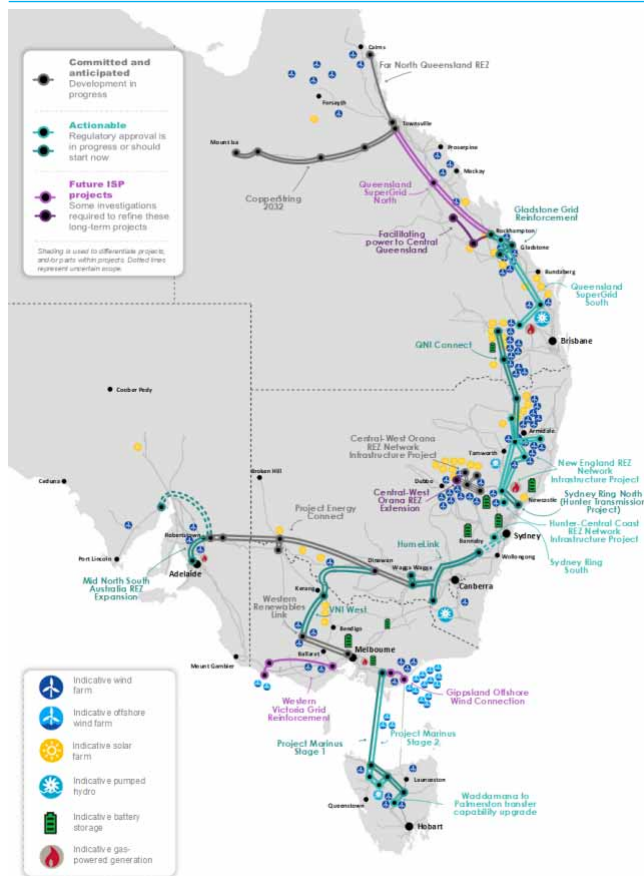 Committed and
anticipated
Development in
progress
Actionable
Regulatory approval is
in progress or should
start now
Future ISP
projects
Some investigations
required to refine these
long-term projects
Shading is used to differentiate projects,
and/or parts within projects. Dotted lines
represent uncertain scope.
Cairns
Far North Queensland REZ
Forsayth
Townsville
Mount Isa
Proserpine
Mackay
CopperString
2032
Queensland
SuperGrid
North
Gladstone Grid
Reinforcement
Facilitating
power to Central
Queensland
Rockhampton
Gladstone
Bundaberg
Queensland
SuperGrid
South
QNI Connect
Brisbane
Coober Pedy
Armidale
Tamworth
Central-West Orana
REZ Network
Infrastructure Project
New England REZ
Network
Infrastructure Project
Broken Hill
Dubbo
Central-West
Orana REZ
Extension
Newcastle
Sydney Ring North
(Hunter Transmission
Project)
Ceduna
Project Energy
Connect
Hunter-Central Coast
REZ Network
Infrastructure Project
Robertstown
Sydney
Port Lincoln
Adelaide
HumeLink
Wollongong
Sydney Ring
South
Mid North South
Australia REZ
Expansion
Dinawan
Wagga Wagga
Canberra
Kerang
Western
Renewables
Link
VNI West
Bendigo
Ballarat
Melbourne
Mount Gambier
Western
Victoria Grid
Reinforcement
Gippsland Offshore
Wind Connection
Project Marinus
Stage 1
Project Marinus
Stage 2
Launceston
Queenstown
Waddamana to
Palmerston transfer
capability upgrade
Hobart
Indicative wind
farm
Indicative offshore
wind farm
Indicative solar
farm
Indicative pumped
hydro
Indicative battery
storage
Indicative gas-
powered generation